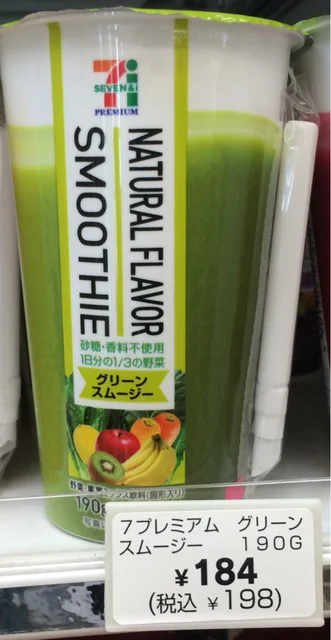 7i
SEVEN&i
PREMIUM
NATURAL FLAVOR
SMOOTHIE
砂糖・香料不使用
1日分の1/3の野菜
グリーン
スムージー
190g
7プレミアム グリーン
スムージー 190G
¥184
(税込 ¥198)